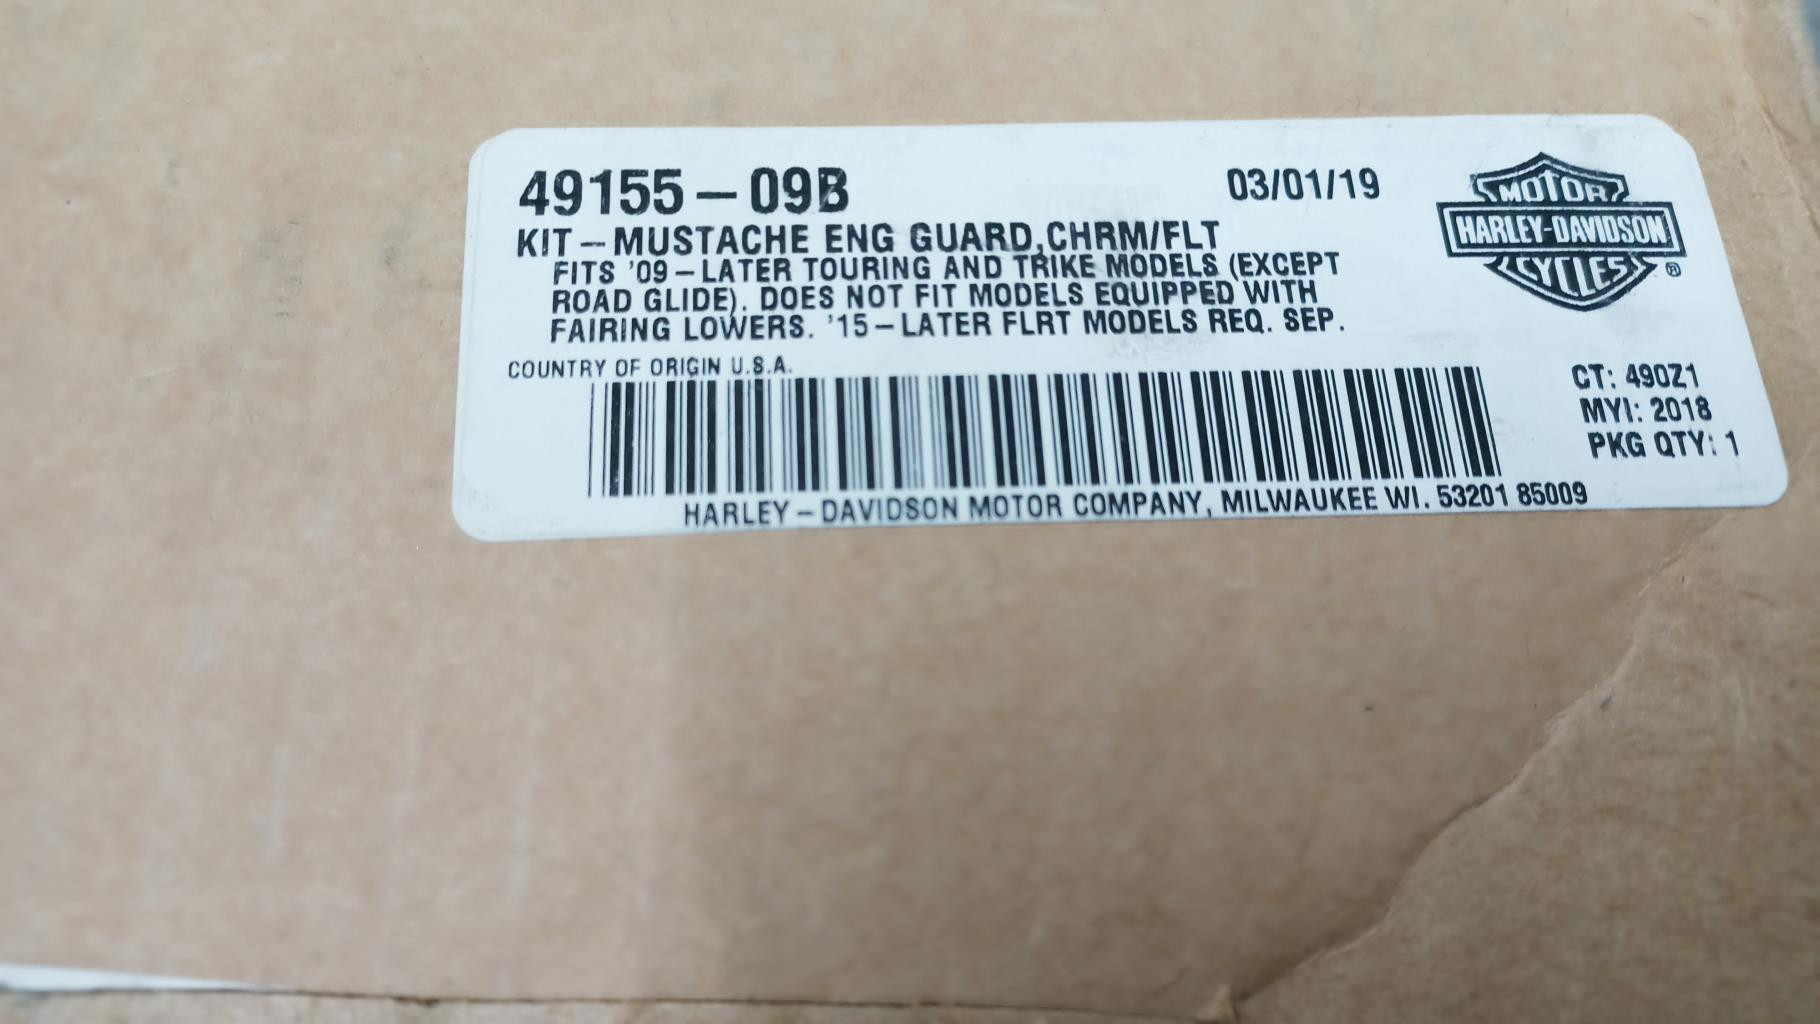 49155-09B
03/01/19
KIT-MUSTACHE ENG GUARD,CHRM/FLT
FITS '09-LATER TOURING AND TRIKE MODELS (EXCEPT
ROAD GLIDE). DOES NOT FIT MODELS EQUIPPED WITH
FAIRING LOWERS. '15-LATER FLRT MODELS REQ. SEP.
MOTOR
HARLEY-DAVIDSON
CYCLES
®
COUNTRY OF ORIGIN U.S.A.
CT: 490Z1
MYI: 2018
PKG QTY: 1
HARLEY-DAVIDSON MOTOR COMPANY, MILWAUKEE WI. 53201 85009